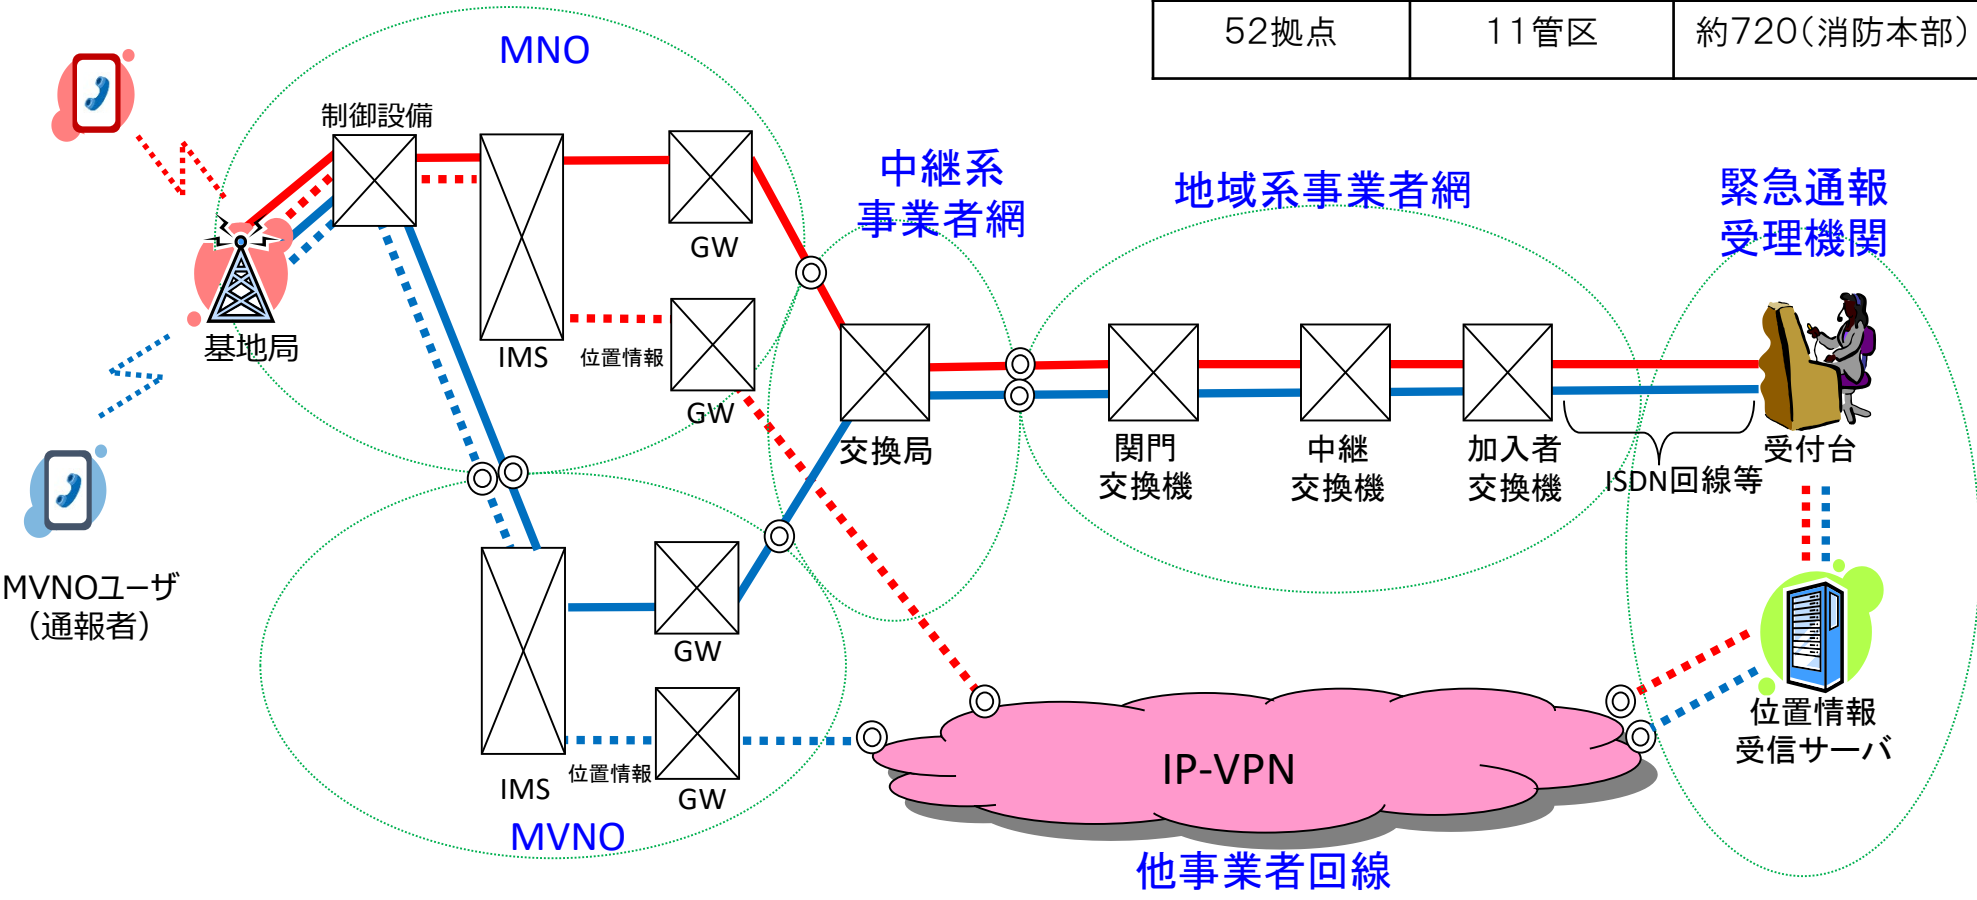 52拠点
11管区
約720(消防本部)
MNO
制御設備
中継系
事業者網
地域系事業者網
緊急通報
受理機関
GW
基地局
IMS
位置情報
GW
交換局
関門
交換機
中継
交換機
加入者
交換機
ISDN回線等
受付台
MVNOユーザ
（通報者）
GW
位置情報
受信サーバ
IMS
位置情報
GW
IP-VPN
MVNO
他事業者回線